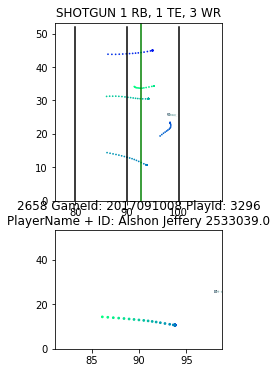 SHOTGUN 1 RB, 1 TE, 3 WR
50
40
30
20
10
0
80 90 100
2658 GameId: 2017091008 PlayId: 3296
PlayerName + ID: Alshon Jeffery 2533039.0
40
20
0
85 90 95